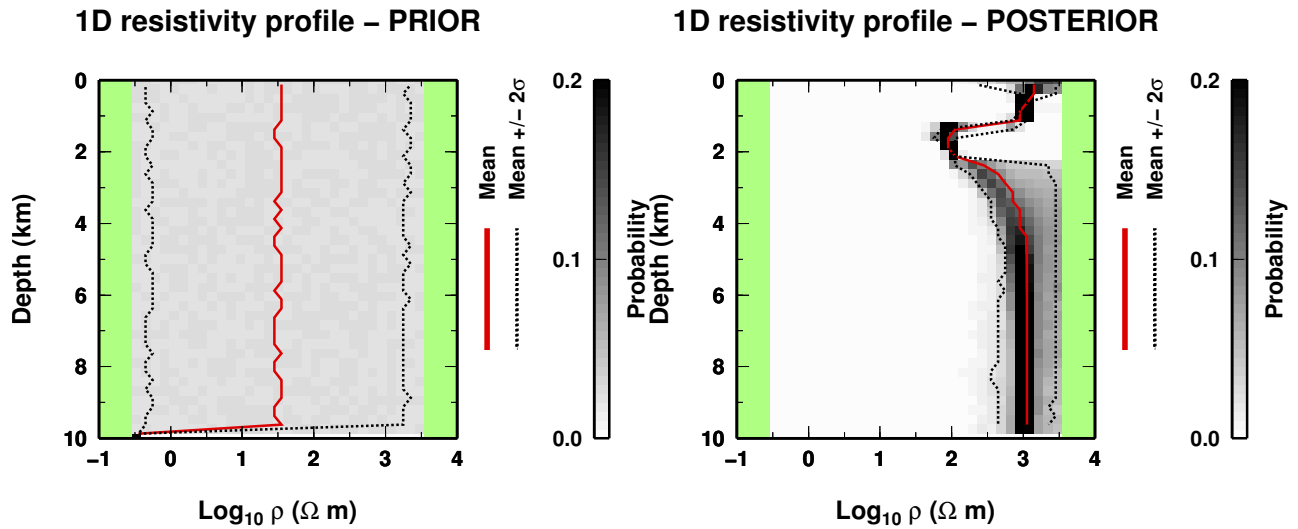 1D resistivity profile – PRIOR
0
2
4
6
8
10
Depth (km)
−1
0
1
2
3
4
Log10 ρ (Ω m)
Mean
Mean +/− 2σ
0.2
0.1
0.0
Probability
1D resistivity profile – POSTERIOR
0
2
4
6
8
10
Depth (km)
−1
0
1
2
3
4
Log10 ρ (Ω m)
Mean
Mean +/− 2σ
0.2
0.1
0.0
Probability